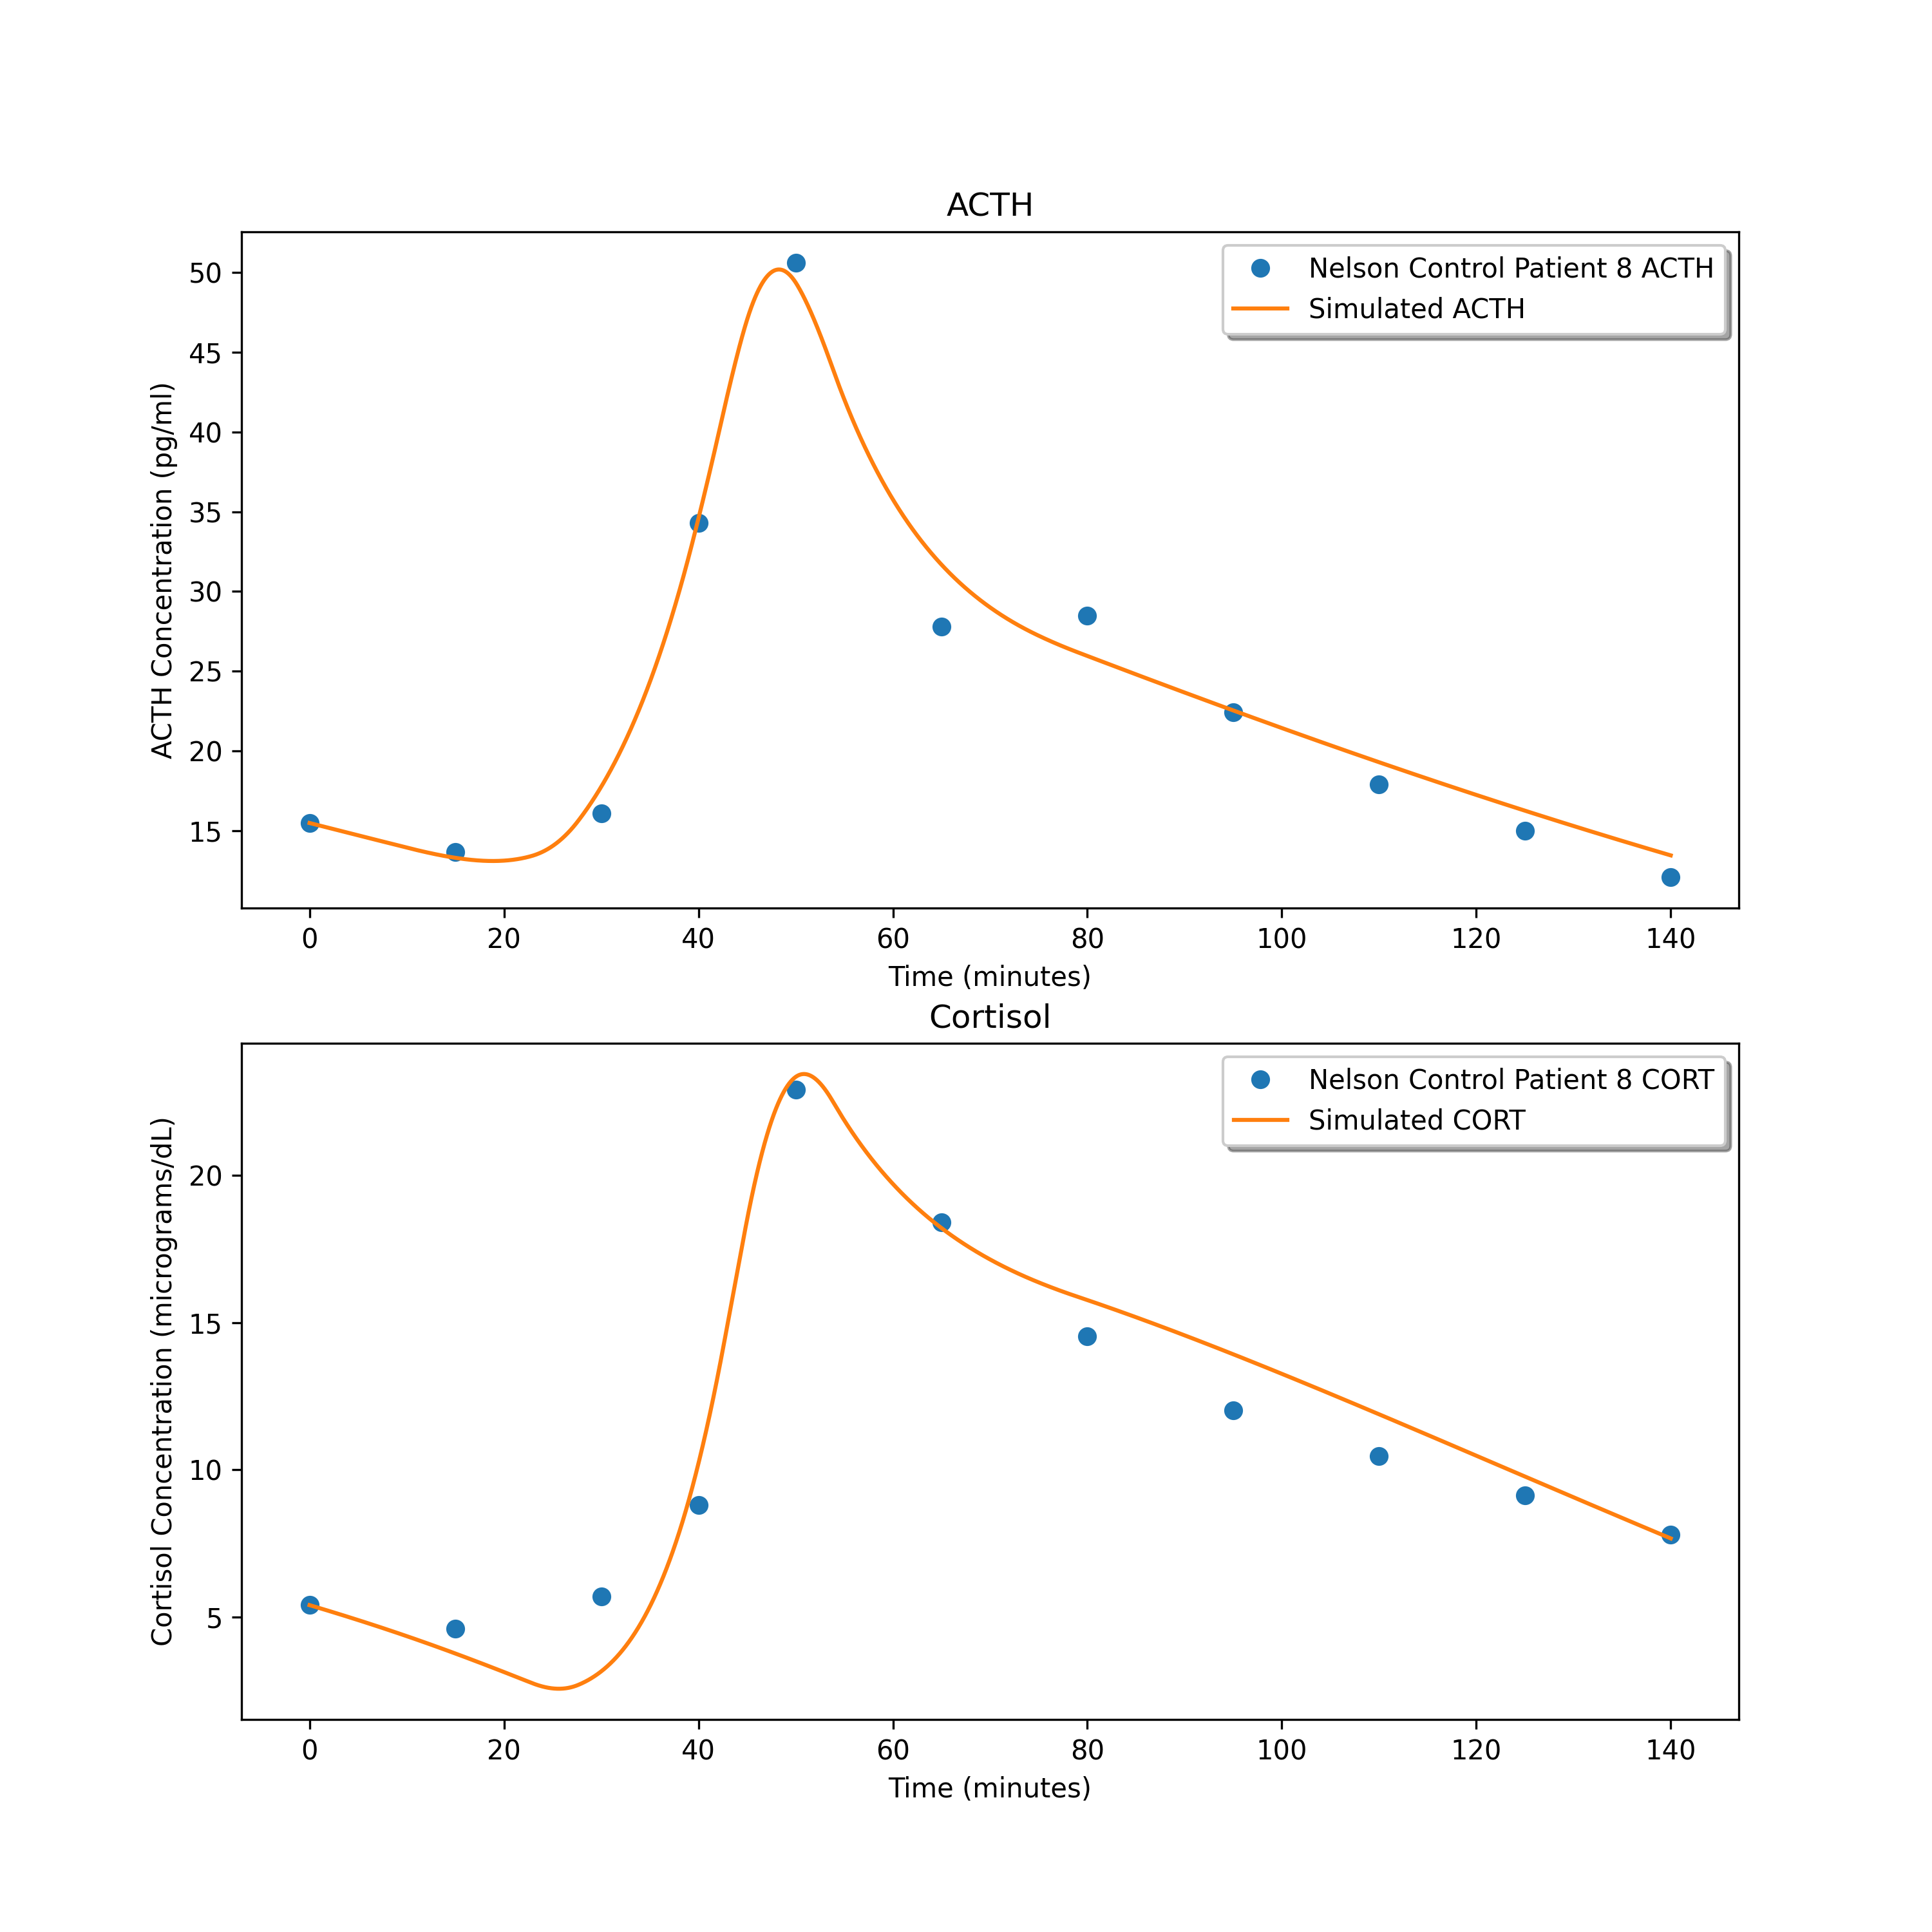 ACTH
Nelson Control Patient 8 ACTH
Simulated ACTH
ACTH Concentration (pg/ml)
50
45
40
35
30
25
20
15
0 20 40 60 80 100 120 140
Time (minutes)
Cortisol
Nelson Control Patient 8 CORT
Simulated CORT
Cortisol Concentration (micrograms/dL)
20
15
10
5
0 20 40 60 80 100 120 140
Time (minutes)